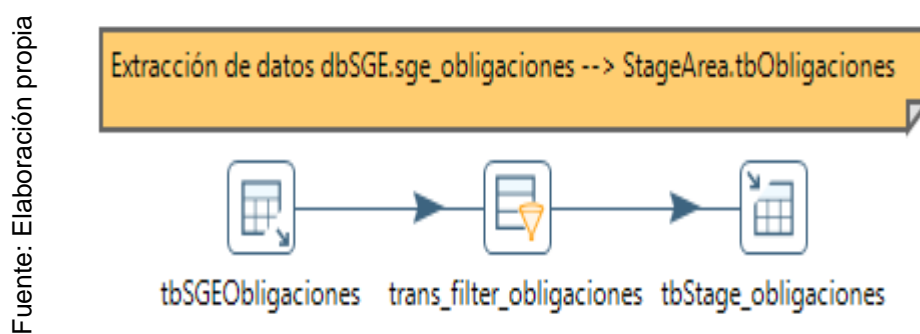 Fuente: Elaboración propia
Extracción de datos dbSGE.sge_obligaciones --> StageArea.tbObligaciones
tbSGEObligaciones
trans_filter_obligaciones
tbStage_obligaciones